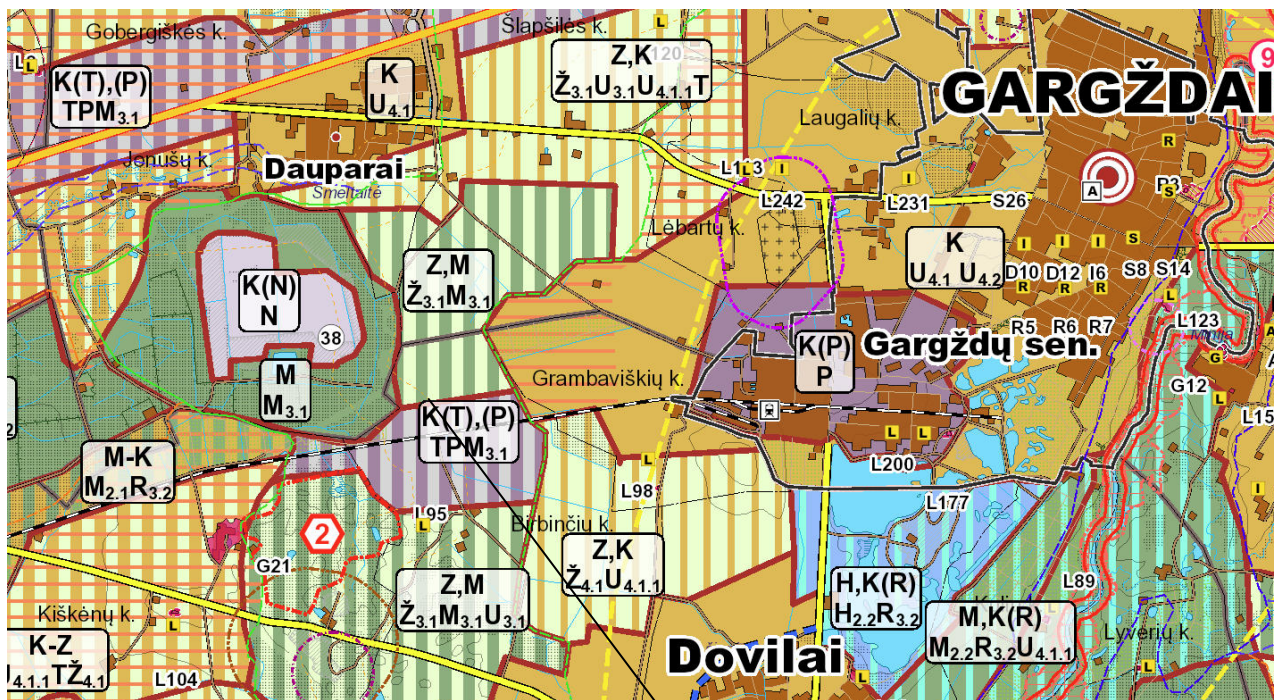 Gobergiškės k.
Šlapšilės k.
K(T),(P)
TPM3.1
K
U4.1
Z,K
Ž3.1U3.1U4.1.1T
120
L
GARGŽDAI
9
Laugalių k.
Jonušų k.
Dauparai
Smeltaitė
L
I
I
R
A
S
L242
L231
S26
Lėbartų k.
K(N)
N
38
Z,M
Ž3.1M3.1
K
U4.1 U4.2
I
I
I
S
D10
D12
I6
S8
S14
R
R
R
L
R5
R6
R7
L123
Minija
Gargždų sen.
K(P)
P
M
M3.1
Grambaviškių k.
G
G12
L
A
K(T),(P)
TPM3.1
M-K
M2.1R3.2
L
L
L200
L
L98
L177
I
L95
L
2
Birbinčių k.
G21
Z,K
Ž4.1U4.1.1
Z,M
Ž3.1M3.1U3.1
H,K(R)
H2.2R3.2
M,K(R)
M2.2R3.2U4.1.1
L89
L
Kiškėnų k.
L
Lyverių k.
K-Z
4.1.1TŽ4.1
L104
Dovilai
L
L